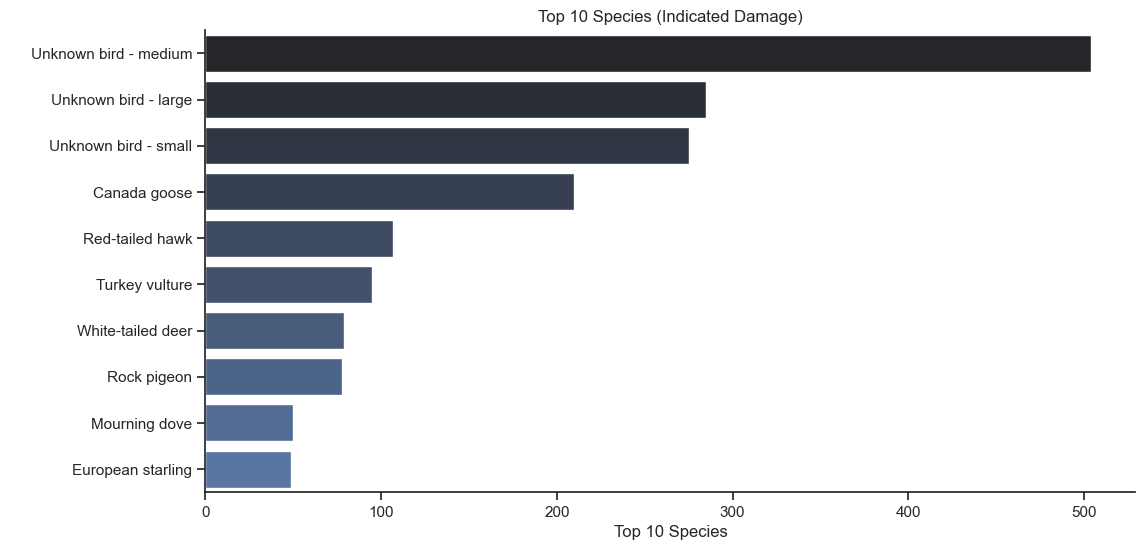 Top 10 Species (Indicated Damage)
Unknown bird - medium
Unknown bird - large
Unknown bird - small
Canada goose
Red-tailed hawk
Turkey vulture
White-tailed deer
Rock pigeon
Mourning dove
European starling
0 100 200 300 400 500
Top 10 Species